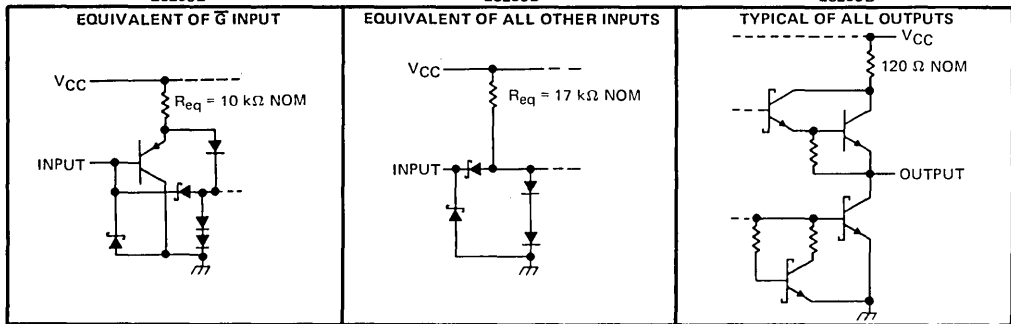 EQUIVALENT OF G̅ INPUT
VCC
Req = 10 kΩ NOM
INPUT
EQUIVALENT OF ALL OTHER INPUTS
VCC
Req = 17 kΩ NOM
INPUT
TYPICAL OF ALL OUTPUTS
VCC
120 Ω NOM
OUTPUT